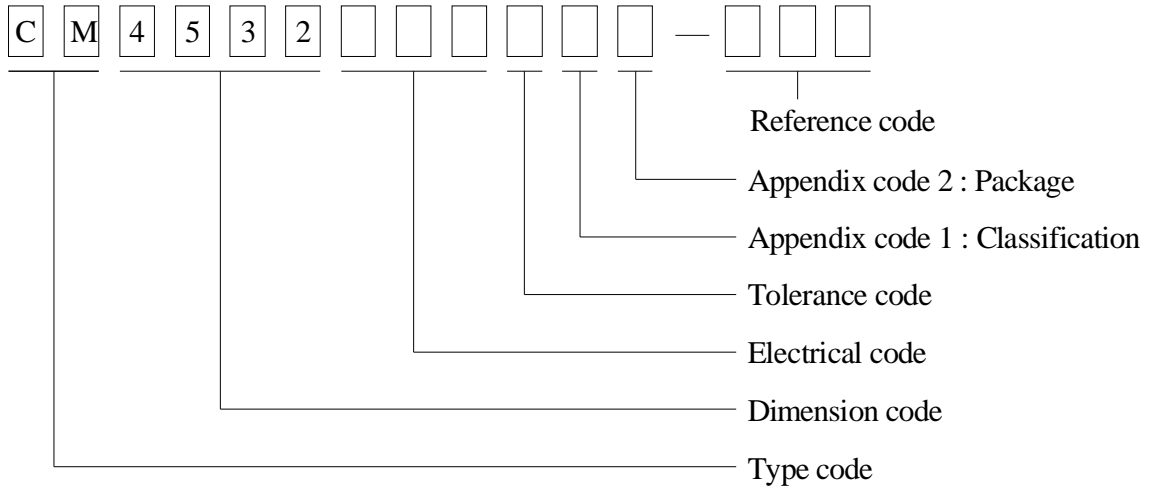 C M 4 5 3 2 —
Reference code
Appendix code 2 : Package
Appendix code 1 : Classification
Tolerance code
Electrical code
Dimension code
Type code